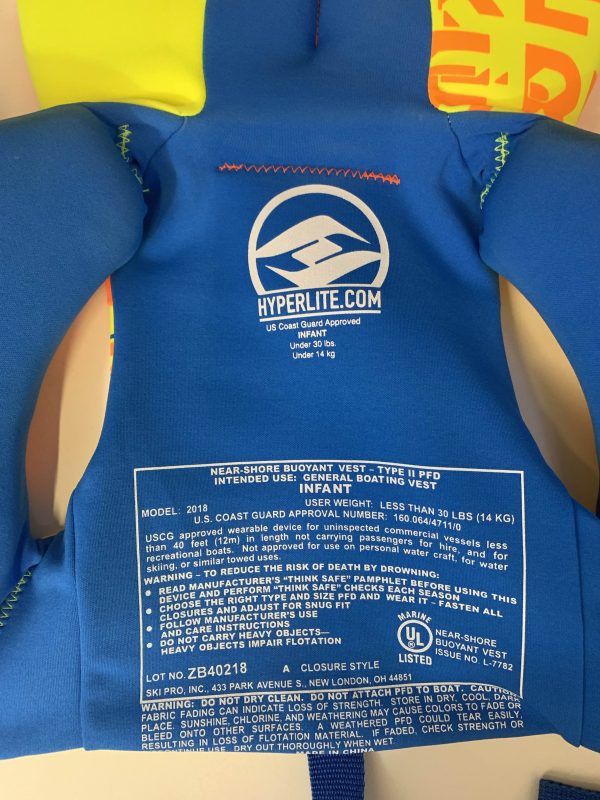 HYPERLITE.COM
US Coast Guard Approved
INFANT
Under 30 lbs.
Under 14 kg
NEAR-SHORE BUOYANT VEST – TYPE II PFD
INTENDED USE: GENERAL BOATING VEST
INFANT
MODEL: 2018 USER WEIGHT: LESS THAN 30 LBS (14 KG)
U.S. COAST GUARD APPROVAL NUMBER: 160.064/4711/0
USCG approved wearable device for uninspected commercial vessels less
than 40 feet (12m) in length not carrying passengers for hire, and for
recreational boats. Not approved for use on personal water craft, for water
skiing, or similar towed uses.
WARNING – TO REDUCE THE RISK OF DEATH BY DROWNING:
• READ MANUFACTURER'S "THINK SAFE" PAMPHLET BEFORE USING THIS
DEVICE AND PERFORM "THINK SAFE" CHECKS EACH SEASON
• CHOOSE THE RIGHT TYPE AND SIZE PFD AND WEAR IT – FASTEN ALL
CLOSURES AND ADJUST FOR SNUG FIT
• FOLLOW MANUFACTURER'S USE
AND CARE INSTRUCTIONS
• DO NOT CARRY HEAVY OBJECTS—
HEAVY OBJECTS IMPAIR FLOTATION
MARINE
UL
LISTED
NEAR-SHORE
BUOYANT VEST
ISSUE NO. L-7782
LOT NO. ZB40218 A CLOSURE STYLE
SKI PRO, INC., 433 PARK AVENUE S., NEW LONDON, OH 44851
WARNING: DO NOT DRY CLEAN. DO NOT ATTACH PFD TO BOAT. CAUTION:
FABRIC FADING CAN INDICATE LOSS OF STRENGTH. STORE IN DRY, COOL, DARK
PLACE. SUNSHINE, CHLORINE, AND WEATHERING MAY CAUSE COLORS TO FADE OR
BLEED ONTO OTHER SURFACES. A WEATHERED PFD COULD TEAR EASILY,
RESULTING IN LOSS OF FLOTATION MATERIAL. IF FADED, CHECK STRENGTH OR
DISCONTINUE USE. DRY OUT THOROUGHLY WHEN WET.
MADE IN CHINA